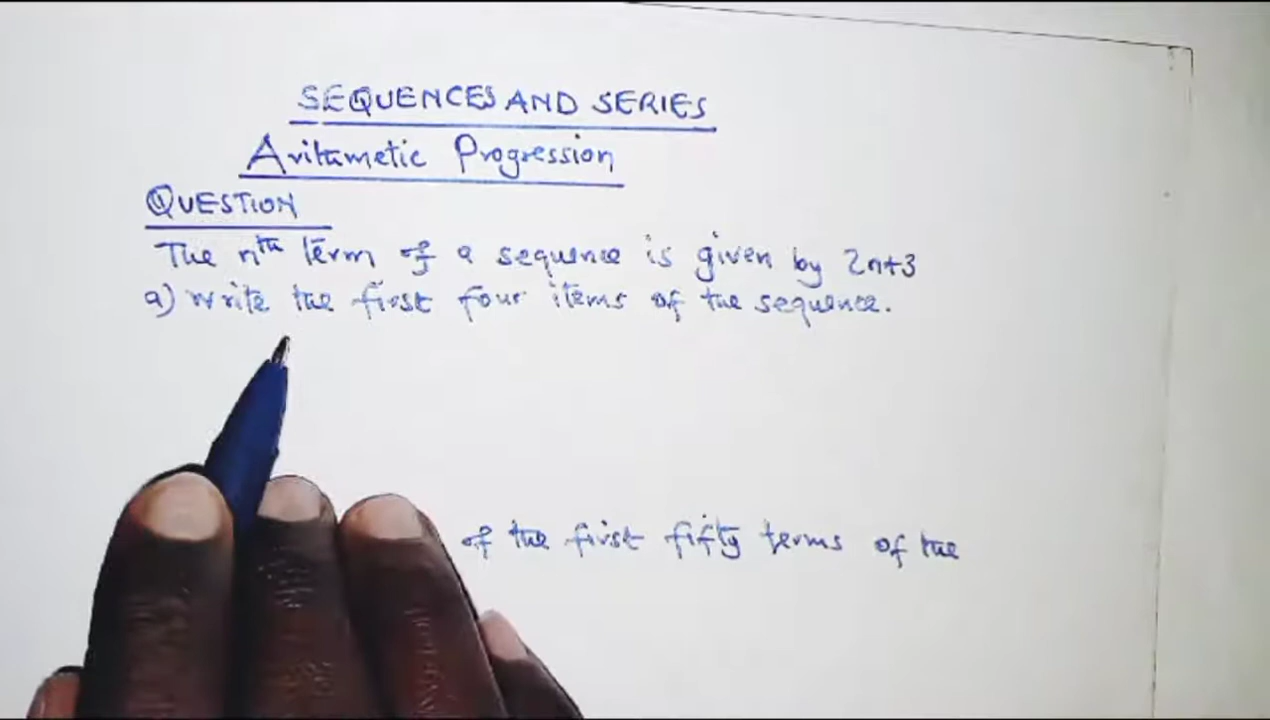 SEQUENCES AND SERIES
Aritmetic Progression
QUESTION
The nth term of a sequence is given by 2n+3
a) Write the first four items of the sequence.
of the first fifty terms of the